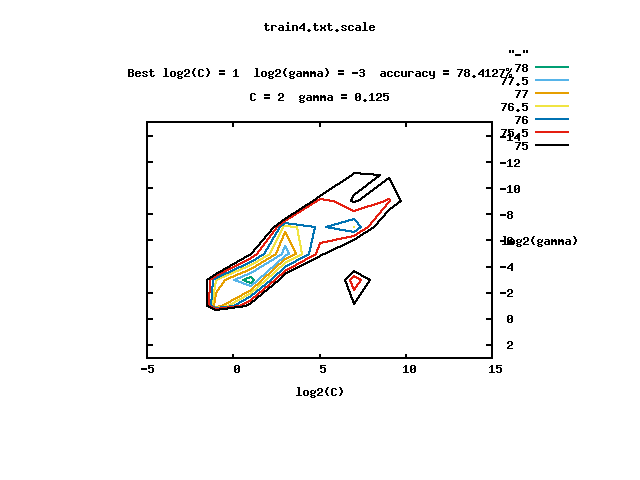 train4.txt.scale
"-"
Best log2(C) = 1  log2(gamma) = -3  accuracy = 78.4127%
78
77.5
C = 2  gamma = 0.125
77
76.5
76
75.5
-14
75
-12
-10
-8
-6
log2(gamma)
-4
-2
0
2
-5 0 5 10 15
log2(C)